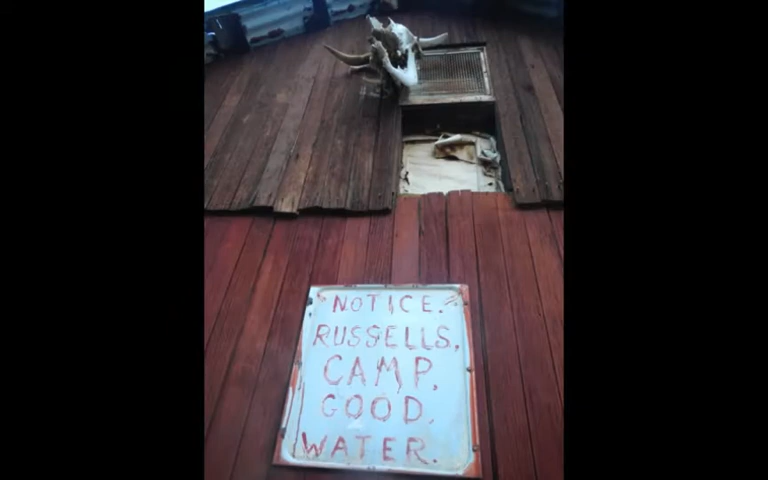 NOTICE.
RUSSELLS,
CAMP,
GOOD.
WATER.